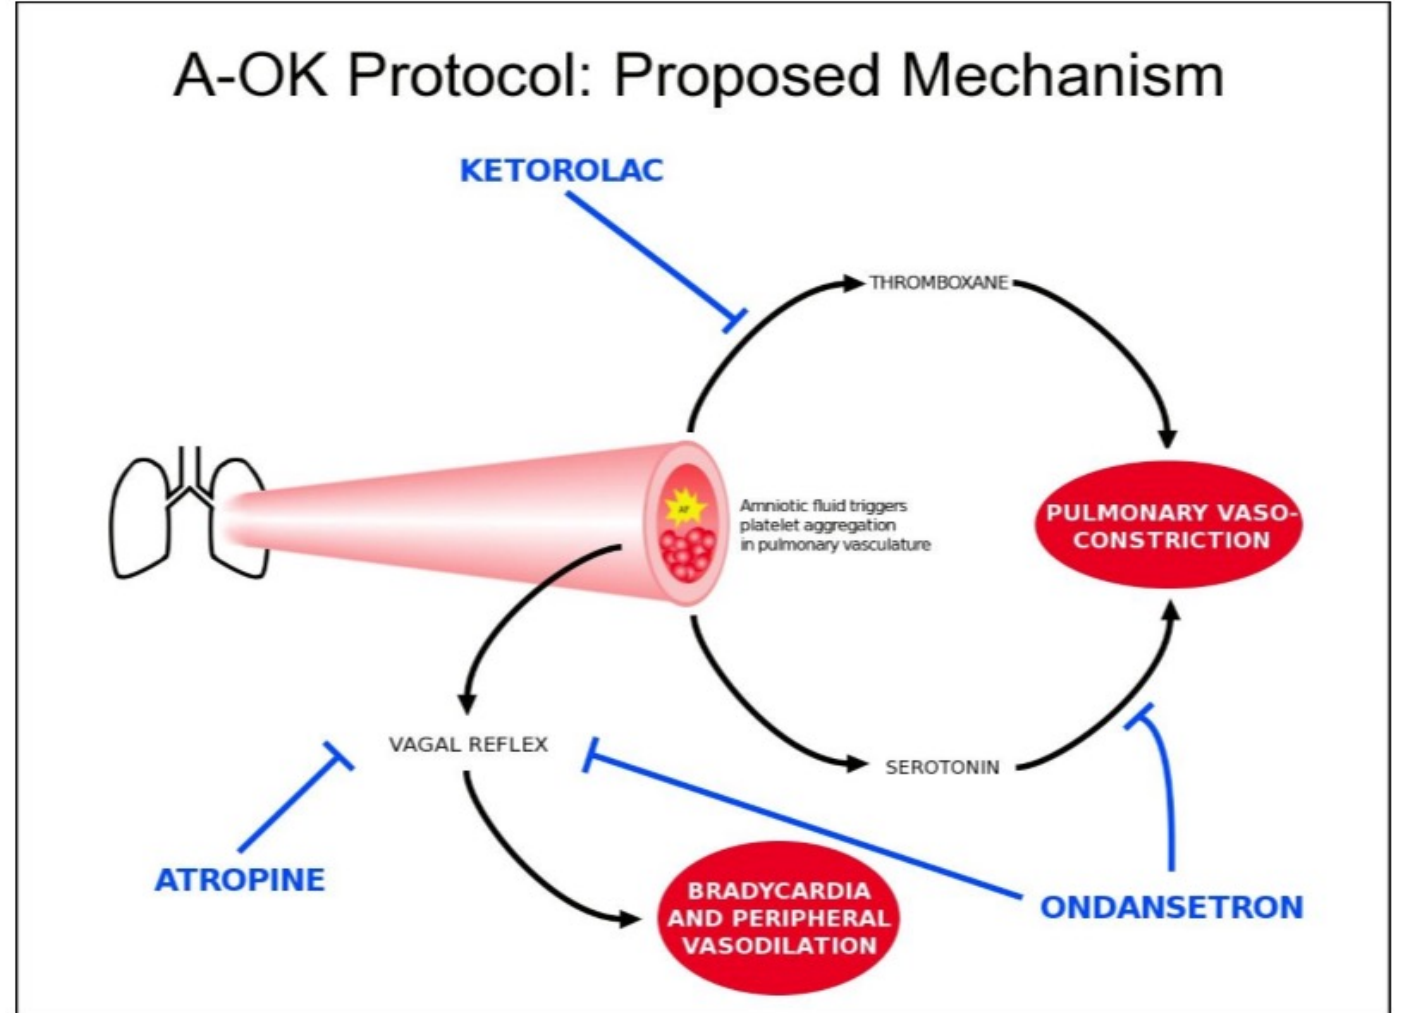 A-OK Protocol: Proposed Mechanism
KETOROLAC
THROMBOXANE
Amniotic fluid triggers
platelet aggregation
in pulmonary vasculature
AF
PULMONARY VASO-
CONSTRICTION
VAGAL REFLEX
SEROTONIN
ATROPINE
BRADYCARDIA
AND PERIPHERAL
VASODILATION
ONDANSETRON